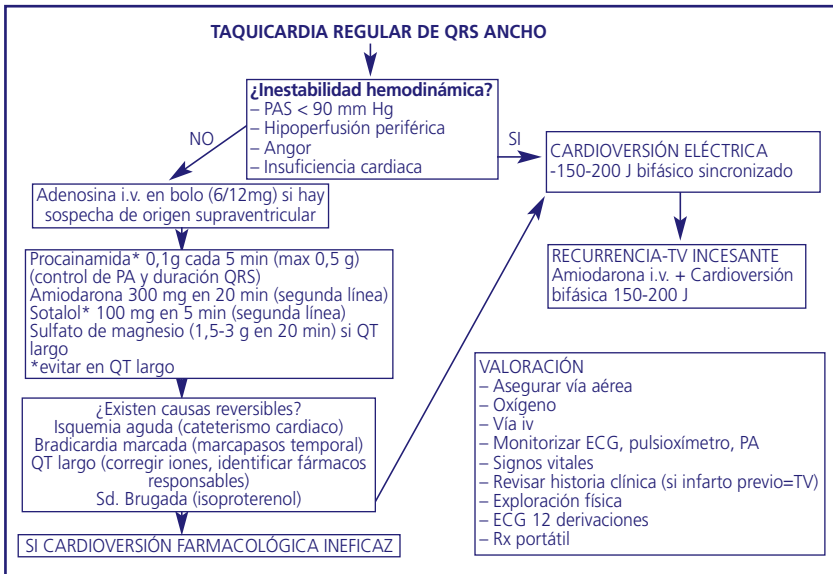 TAQUICARDIA REGULAR DE QRS ANCHO
¿Inestabilidad hemodinámica?
– PAS < 90 mm Hg
– Hipoperfusión periférica
– Angor
– Insuficiencia cardiaca
NO
SI
CARDIOVERSIÓN ELÉCTRICA
-150-200 J bifásico sincronizado
Adenosina i.v. en bolo (6/12mg) si hay
sospecha de origen supraventricular
RECURRENCIA-TV INCESANTE
Amiodarona i.v. + Cardioversión
bifásica 150-200 J
Procainamida* 0,1g cada 5 min (max 0,5 g)
(control de PA y duración QRS)
Amiodarona 300 mg en 20 min (segunda línea)
Sotalol* 100 mg en 5 min (segunda línea)
Sulfato de magnesio (1,5-3 g en 20 min) si QT
largo
*evitar en QT largo
¿Existen causas reversibles?
Isquemia aguda (cateterismo cardiaco)
Bradicardia marcada (marcapasos temporal)
QT largo (corregir iones, identificar fármacos
responsables)
Sd. Brugada (isoproterenol)
SI CARDIOVERSIÓN FARMACOLÓGICA INEFICAZ
VALORACIÓN
– Asegurar vía aérea
– Oxígeno
– Vía iv
– Monitorizar ECG, pulsioxímetro, PA
– Signos vitales
– Revisar historia clínica (si infarto previo=TV)
– Exploración física
– ECG 12 derivaciones
– Rx portátil